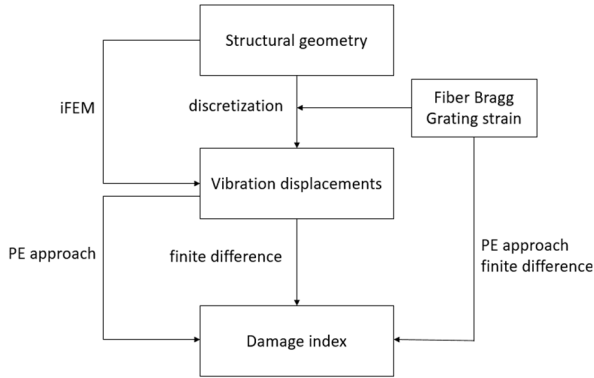 Structural geometry
Fiber Bragg
Grating strain
discretization
iFEM
Vibration displacements
PE approach
finite difference
PE approach
finite difference
Damage index